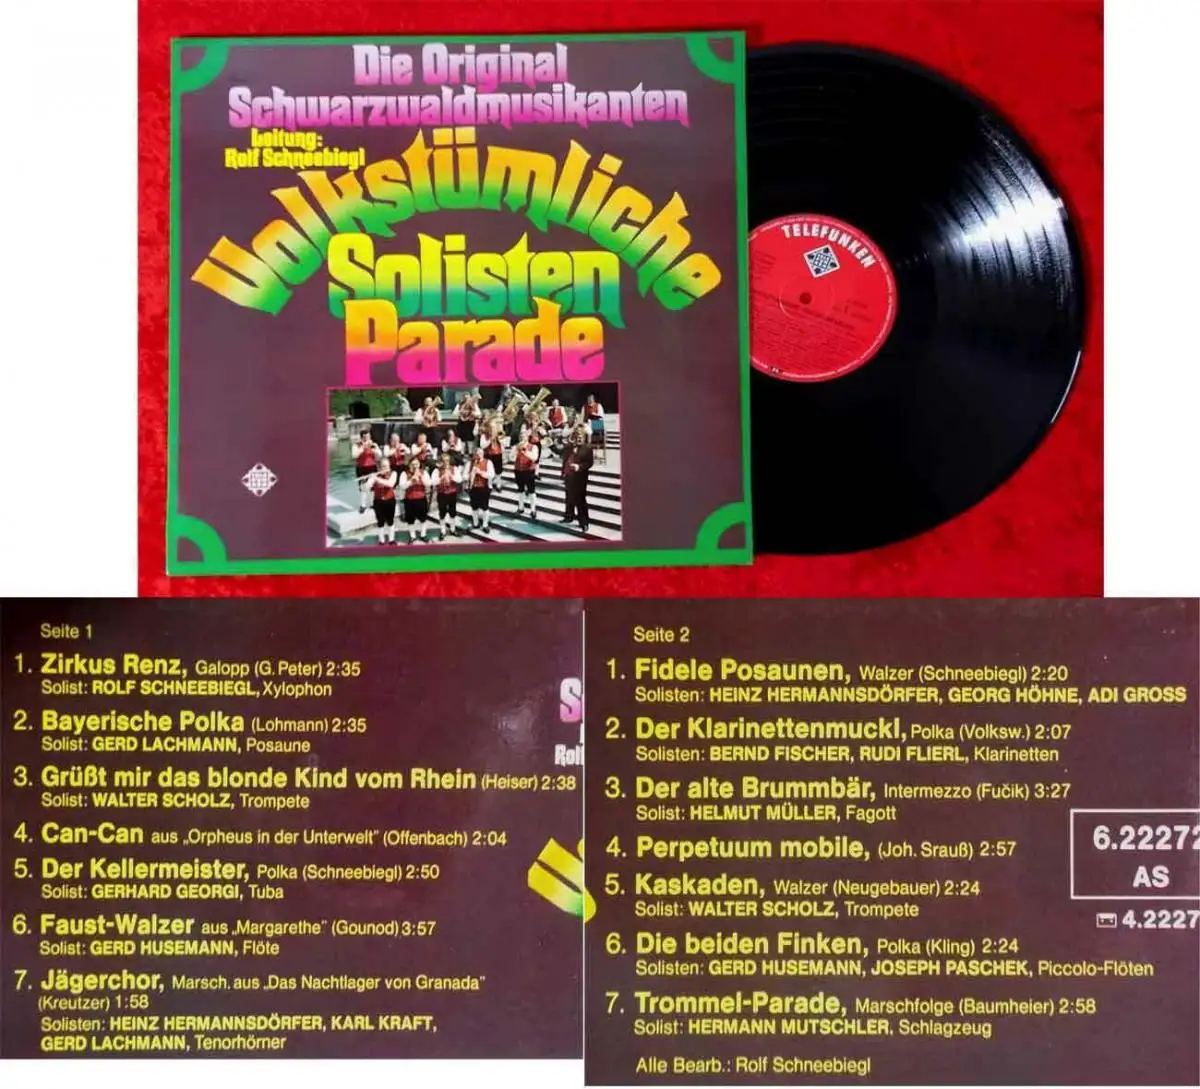 Die Original
Schwarzwaldmusikanten
Leitung:
Rolf Schneebiegl
Volkstümliche
Solisten
Parade
TELEFUNKEN
Seite 1
1. Zirkus Renz, Galopp (G. Peter) 2:35
Solist: ROLF SCHNEEBIEGL, Xylophon
2. Bayerische Polka (Lohmann) 2:35
Solist: GERD LACHMANN, Posaune
3. Grüßt mir das blonde Kind vom Rhein (Heiser) 2:38
Solist: WALTER SCHOLZ, Trompete
4. Can-Can aus „Orpheus in der Unterwelt" (Offenbach) 2:04
5. Der Kellermeister, Polka (Schneebiegl) 2:50
Solist: GERHARD GEORGI, Tuba
6. Faust-Walzer aus „Margarethe" (Gounod) 3:57
Solist: GERD HUSEMANN, Flöte
7. Jägerchor, Marsch. aus „Das Nachtlager von Granada"
(Kreutzer) 1:58
Solisten: HEINZ HERMANNSDÖRFER, KARL KRAFT,
GERD LACHMANN, Tenorhörner
Seite 2
1. Fidele Posaunen, Walzer (Schneebiegl) 2:20
Solisten: HEINZ HERMANNSDÖRFER, GEORG HÖHNE, ADI GROSS
2. Der Klarinettenmuckl, Polka (Volksw.) 2:07
Solisten: BERND FISCHER, RUDI FLIERL, Klarinetten
3. Der alte Brummbär, Intermezzo (Fučik) 3:27
Solist: HELMUT MÜLLER, Fagott
4. Perpetuum mobile, (Joh. Srauß) 2:57
5. Kaskaden, Walzer (Neugebauer) 2:24
Solist: WALTER SCHOLZ, Trompete
6. Die beiden Finken, Polka (Kling) 2:24
Solisten: GERD HUSEMANN, JOSEPH PASCHEK, Piccolo-Flöten
7. Trommel-Parade, Marschfolge (Baumheier) 2:58
Solist: HERMANN MUTSCHLER, Schlagzeug
Alle Bearb.: Rolf Schneebiegl
6.22272
AS
4.2227